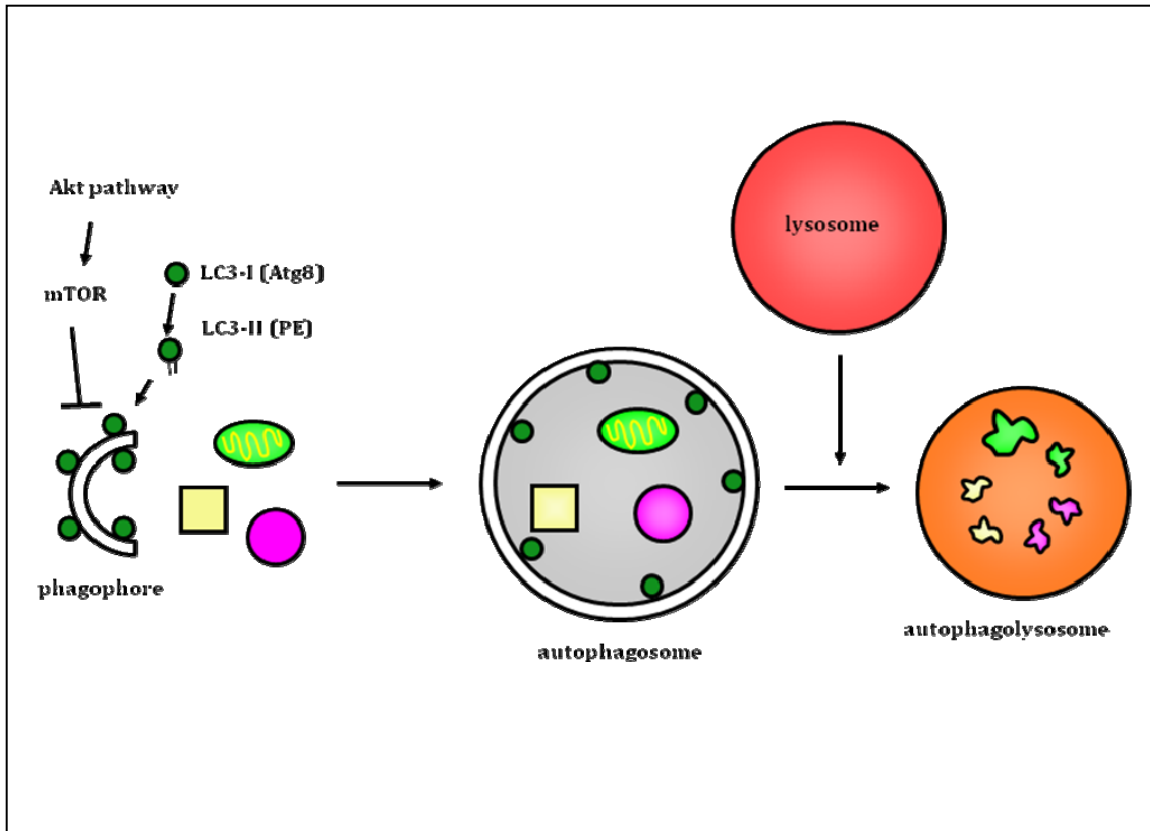 Akt pathway
mTOR
LC3-I (Atg8)
LC3-II (PE)
phagophore
autophagosome
lysosome
autophagolysosome